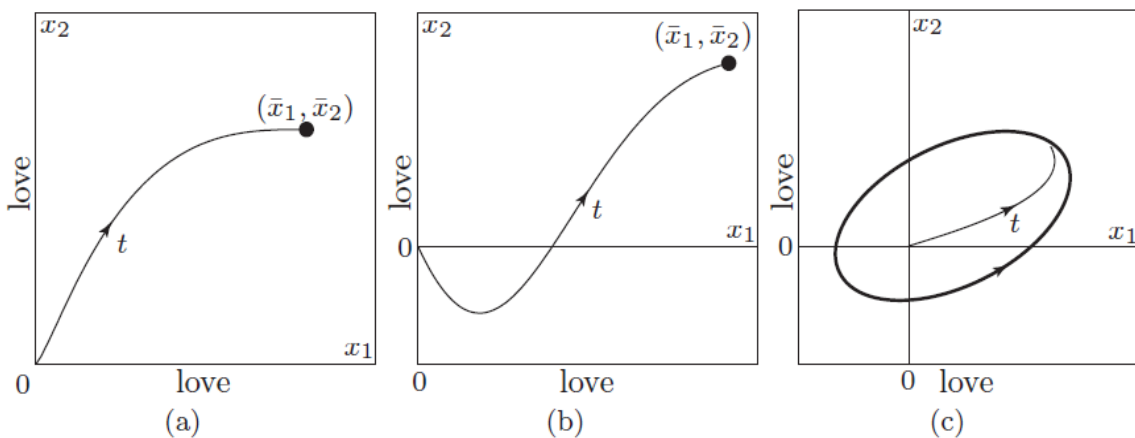 x₂
(x̄₁, x̄₂)
love
t
x₁
0
love
(a)
x₂
(x̄₁, x̄₂)
love
0
t
x₁
0
love
(b)
x₂
love
0
t
x₁
0
love
(c)